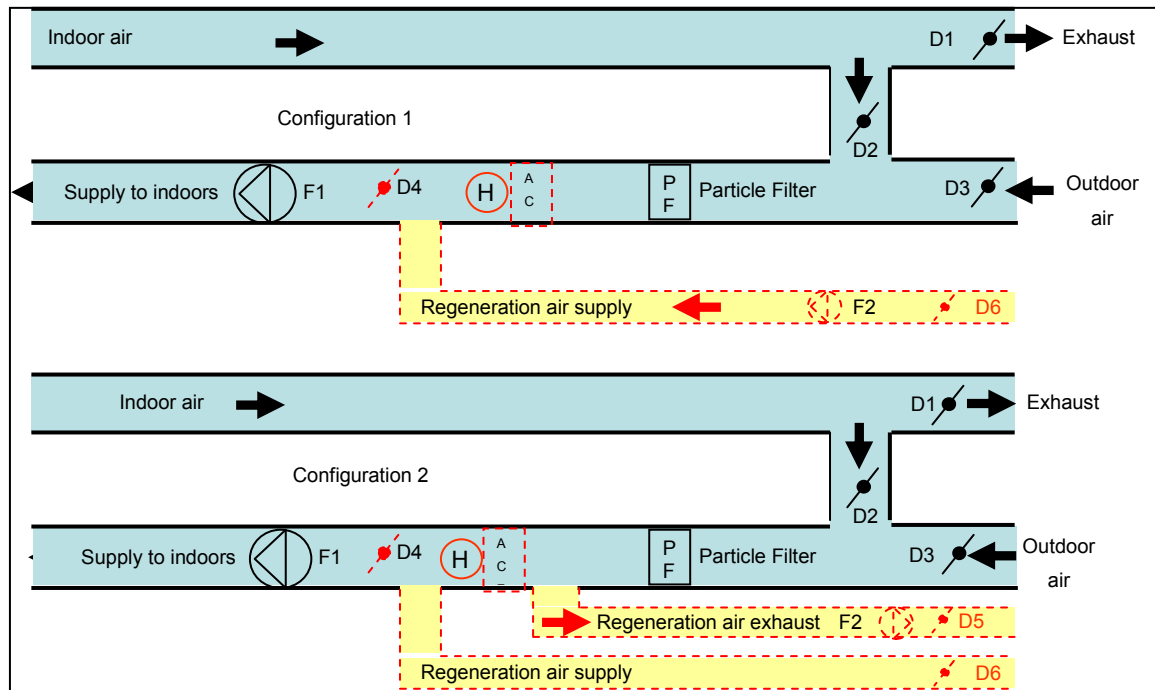 Indoor air
D1
Exhaust
Configuration 1
D2
Supply to indoors
F1
D4
H
A
C
P
F
Particle Filter
D3
Outdoor
air
Regeneration air supply
F2
D6
Indoor air
D1
Exhaust
Configuration 2
D2
Supply to indoors
F1
D4
H
A
C
P
F
Particle Filter
D3
Outdoor
air
Regeneration air exhaust
F2
D5
Regeneration air supply
D6